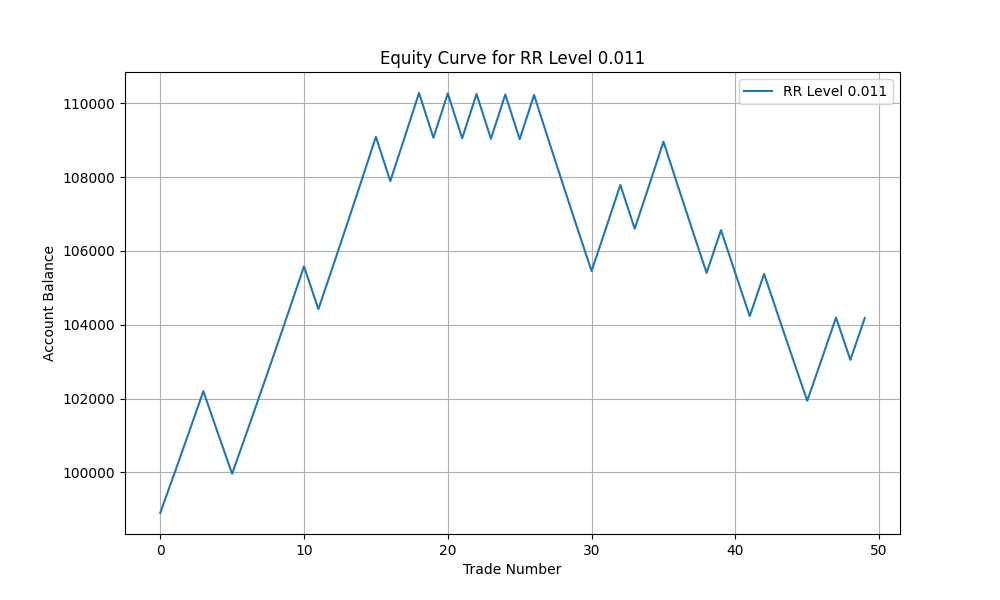 Equity Curve for RR Level 0.011
RR Level 0.011
Account Balance
110000
108000
106000
104000
102000
100000
0 10 20 30 40 50
Trade Number